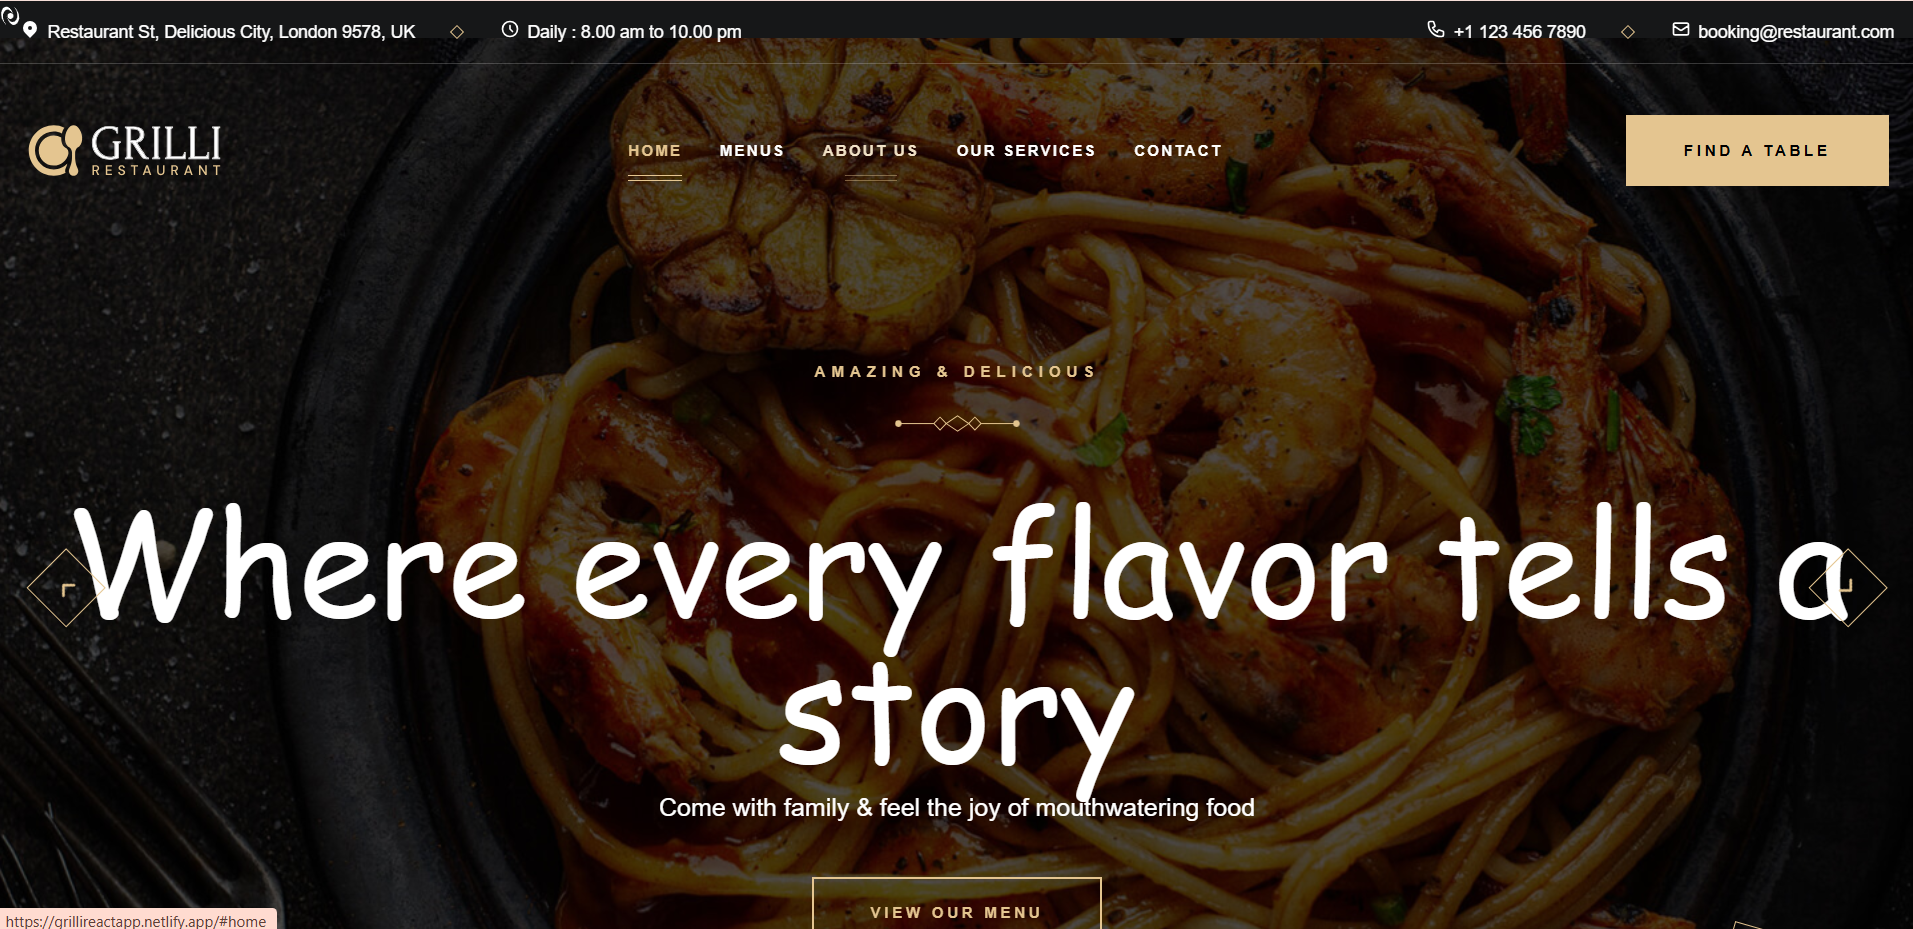 Restaurant St, Delicious City, London 9578, UK
Daily : 8.00 am to 10.00 pm
+1 123 456 7890
booking@restaurant.com
GRILLI
RESTAURANT
HOME
MENUS
ABOUT US
OUR SERVICES
CONTACT
FIND A TABLE
AMAZING & DELICIOUS
Where every flavor tells a
story
Come with family & feel the joy of mouthwatering food
VIEW OUR MENU
https://grillireactapp.netlify.app/#home